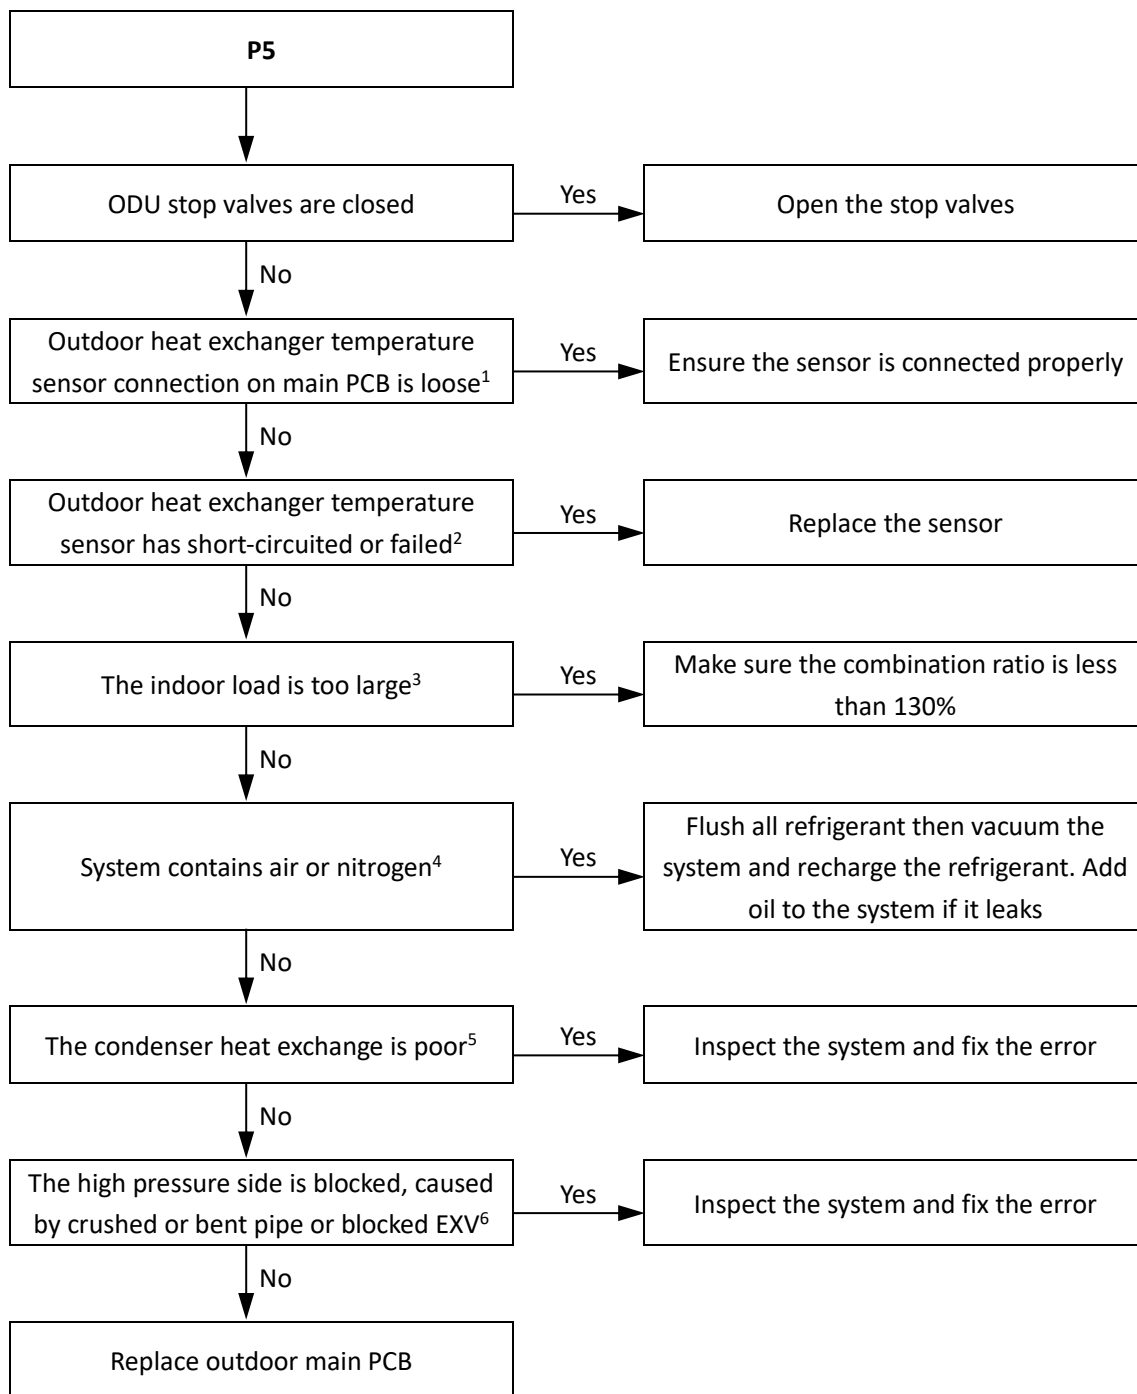 P5
ODU stop valves are closed
Yes
Open the stop valves
No
Outdoor heat exchanger temperature
sensor connection on main PCB is loose¹
Yes
Ensure the sensor is connected properly
No
Outdoor heat exchanger temperature
sensor has short-circuited or failed²
Yes
Replace the sensor
No
The indoor load is too large³
Yes
Make sure the combination ratio is less
than 130%
No
System contains air or nitrogen⁴
Yes
Flush all refrigerant then vacuum the
system and recharge the refrigerant. Add
oil to the system if it leaks
No
The condenser heat exchange is poor⁵
Yes
Inspect the system and fix the error
No
The high pressure side is blocked, caused
by crushed or bent pipe or blocked EXV⁶
Yes
Inspect the system and fix the error
No
Replace outdoor main PCB